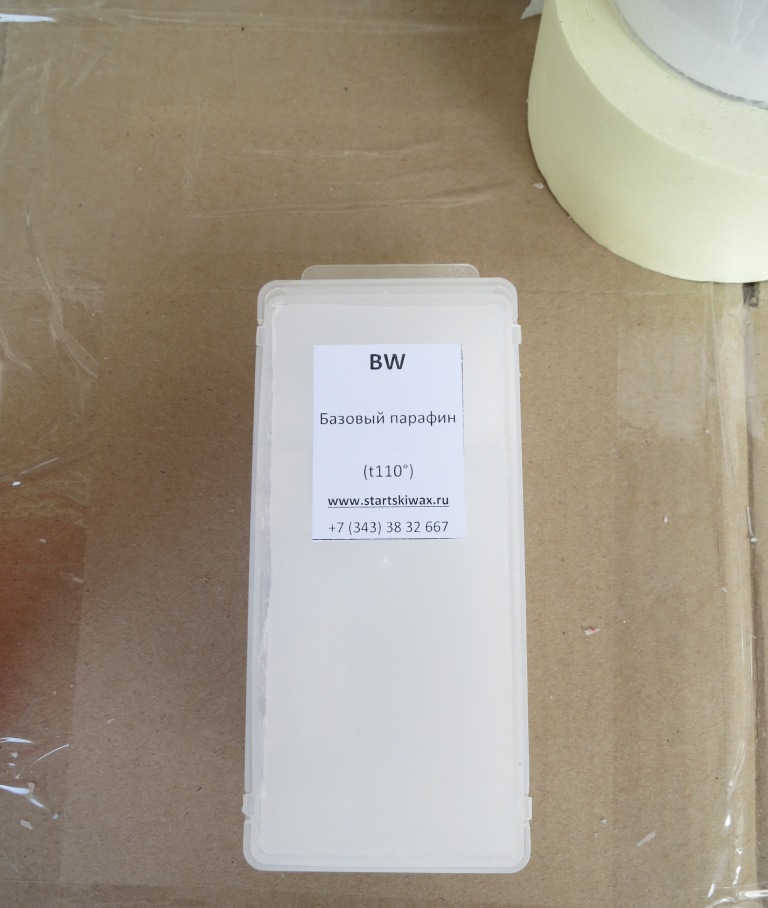 BW
Базовый парафин
(t110°)
www.startskiwax.ru
+7 (343) 38 32 667